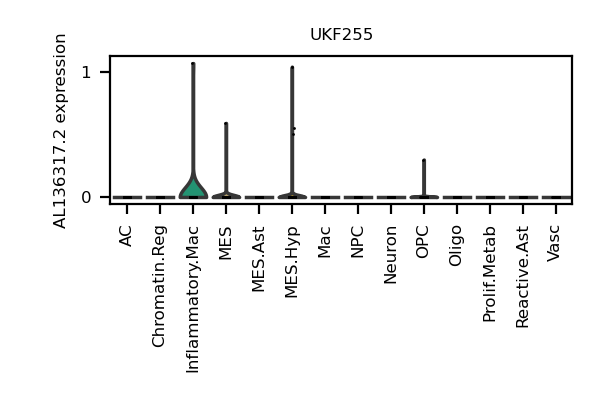 UKF255
AL136317.2 expression
1
0
AC
Chromatin.Reg
Inflammatory.Mac
MES
MES.Ast
MES.Hyp
Mac
NPC
Neuron
OPC
Oligo
Prolif.Metab
Reactive.Ast
Vasc